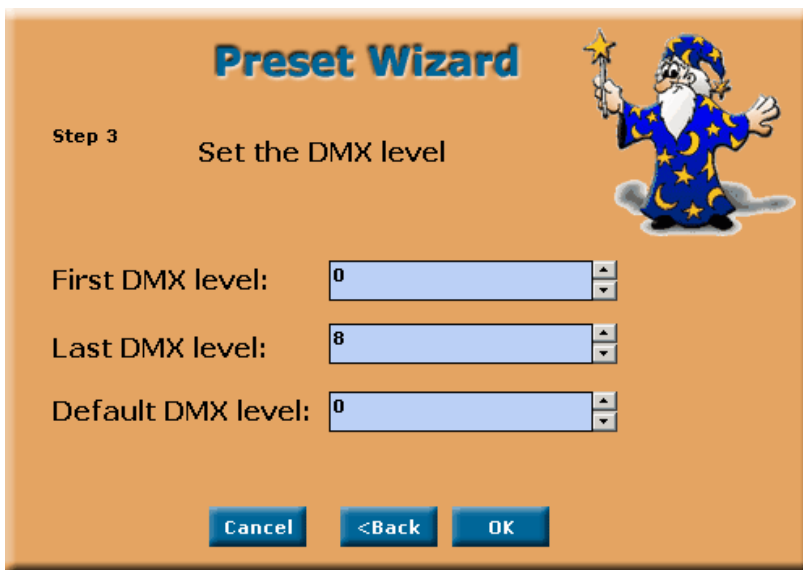 Preset Wizard
Step 3
Set the DMX level
First DMX level: 0
Last DMX level: 8
Default DMX level: 0
Cancel <Back OK